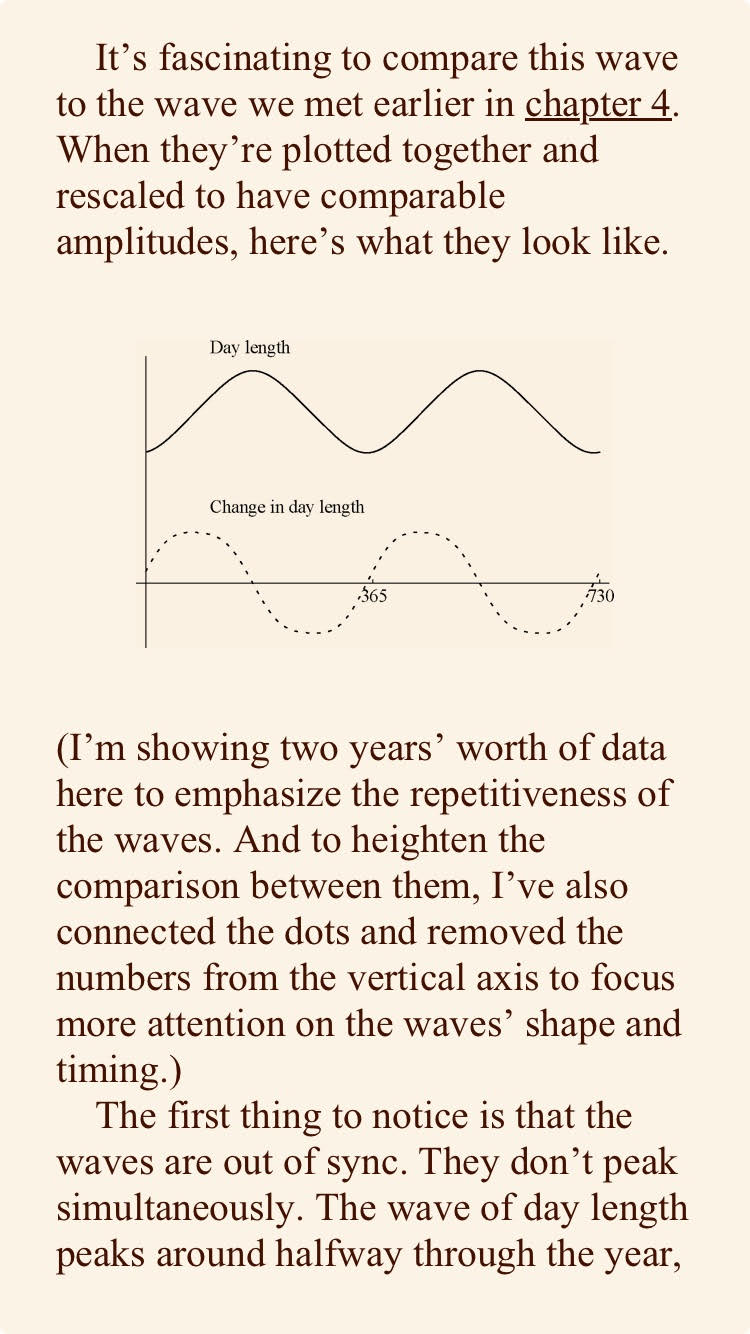 It’s fascinating to compare this wave
to the wave we met earlier in chapter 4.
When they’re plotted together and
rescaled to have comparable
amplitudes, here’s what they look like.
Day length
Change in day length
365
730
(I’m showing two years’ worth of data
here to emphasize the repetitiveness of
the waves. And to heighten the
comparison between them, I’ve also
connected the dots and removed the
numbers from the vertical axis to focus
more attention on the waves’ shape and
timing.)
The first thing to notice is that the
waves are out of sync. They don’t peak
simultaneously. The wave of day length
peaks around halfway through the year,